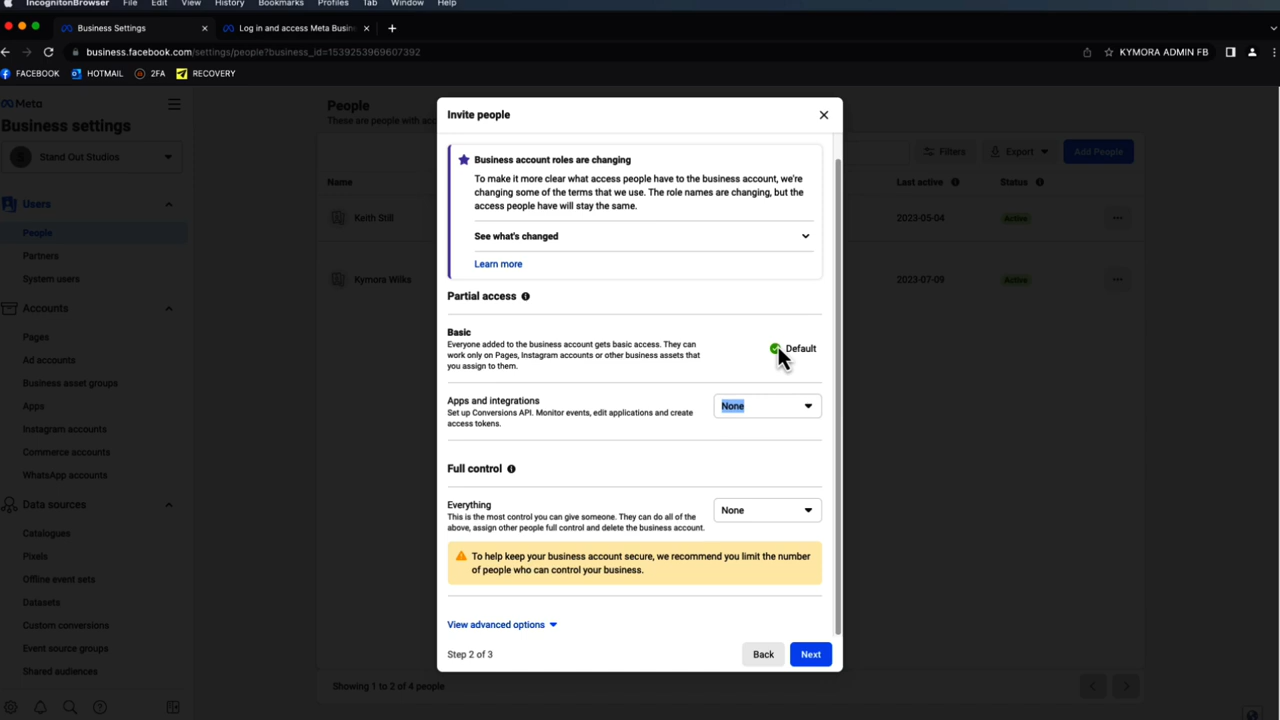 IncognitonBrowser File Edit View History Bookmarks Profiles Tab Window Help
Business Settings
Log in and access Meta Busin
business.facebook.com/settings/people?business_id=1539253969607392
KYMORA ADMIN FB
FACEBOOK
HOTMAIL
2FA
RECOVERY
Meta
Business settings
Stand Out Studios
Users
People
Partners
System users
Accounts
Pages
Ad accounts
Business asset groups
Apps
Instagram accounts
Commerce accounts
WhatsApp accounts
Data sources
Catalogues
Pixels
Offline event sets
Datasets
Custom conversions
Event source groups
Shared audiences
People
These are people with acc
Filters
Export
Add People
Name
Last active
Status
Keith Still
2023-05-04
Active
Kymora Wilks
2023-07-09
Active
Showing 1 to 2 of 4 people
Invite people
Business account roles are changing
To make it more clear what access people have to the business account, we're
changing some of the terms that we use. The role names are changing, but the
access people have will stay the same.
See what's changed
Learn more
Partial access
Basic
Everyone added to the business account gets basic access. They can
work only on Pages, Instagram accounts or other business assets that
you assign to them.
Default
Apps and integrations
Set up Conversions API. Monitor events, edit applications and create
access tokens.
None
Full control
Everything
This is the most control you can give someone. They can do all of the
above, assign other people full control and delete the business account.
None
To help keep your business account secure, we recommend you limit the number
of people who can control your business.
View advanced options
Step 2 of 3
Back
Next